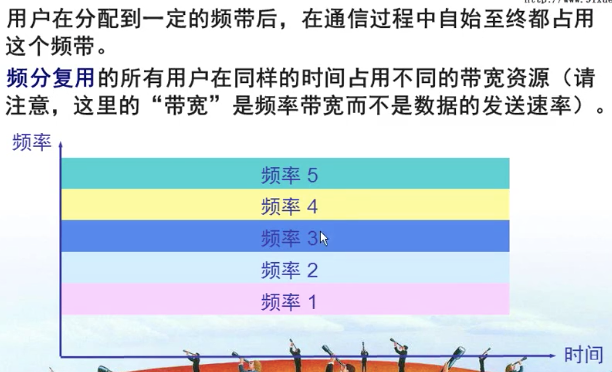 用户在分配到一定的频带后，在通信过程中自始至终都占用
这个频带。
频分复用的所有用户在同样的时间占用不同的带宽资源（请
注意，这里的“带宽”是频率带宽而不是数据的发送速率）。
频率
频率 5
频率 4
频率 3
频率 2
频率 1
时间